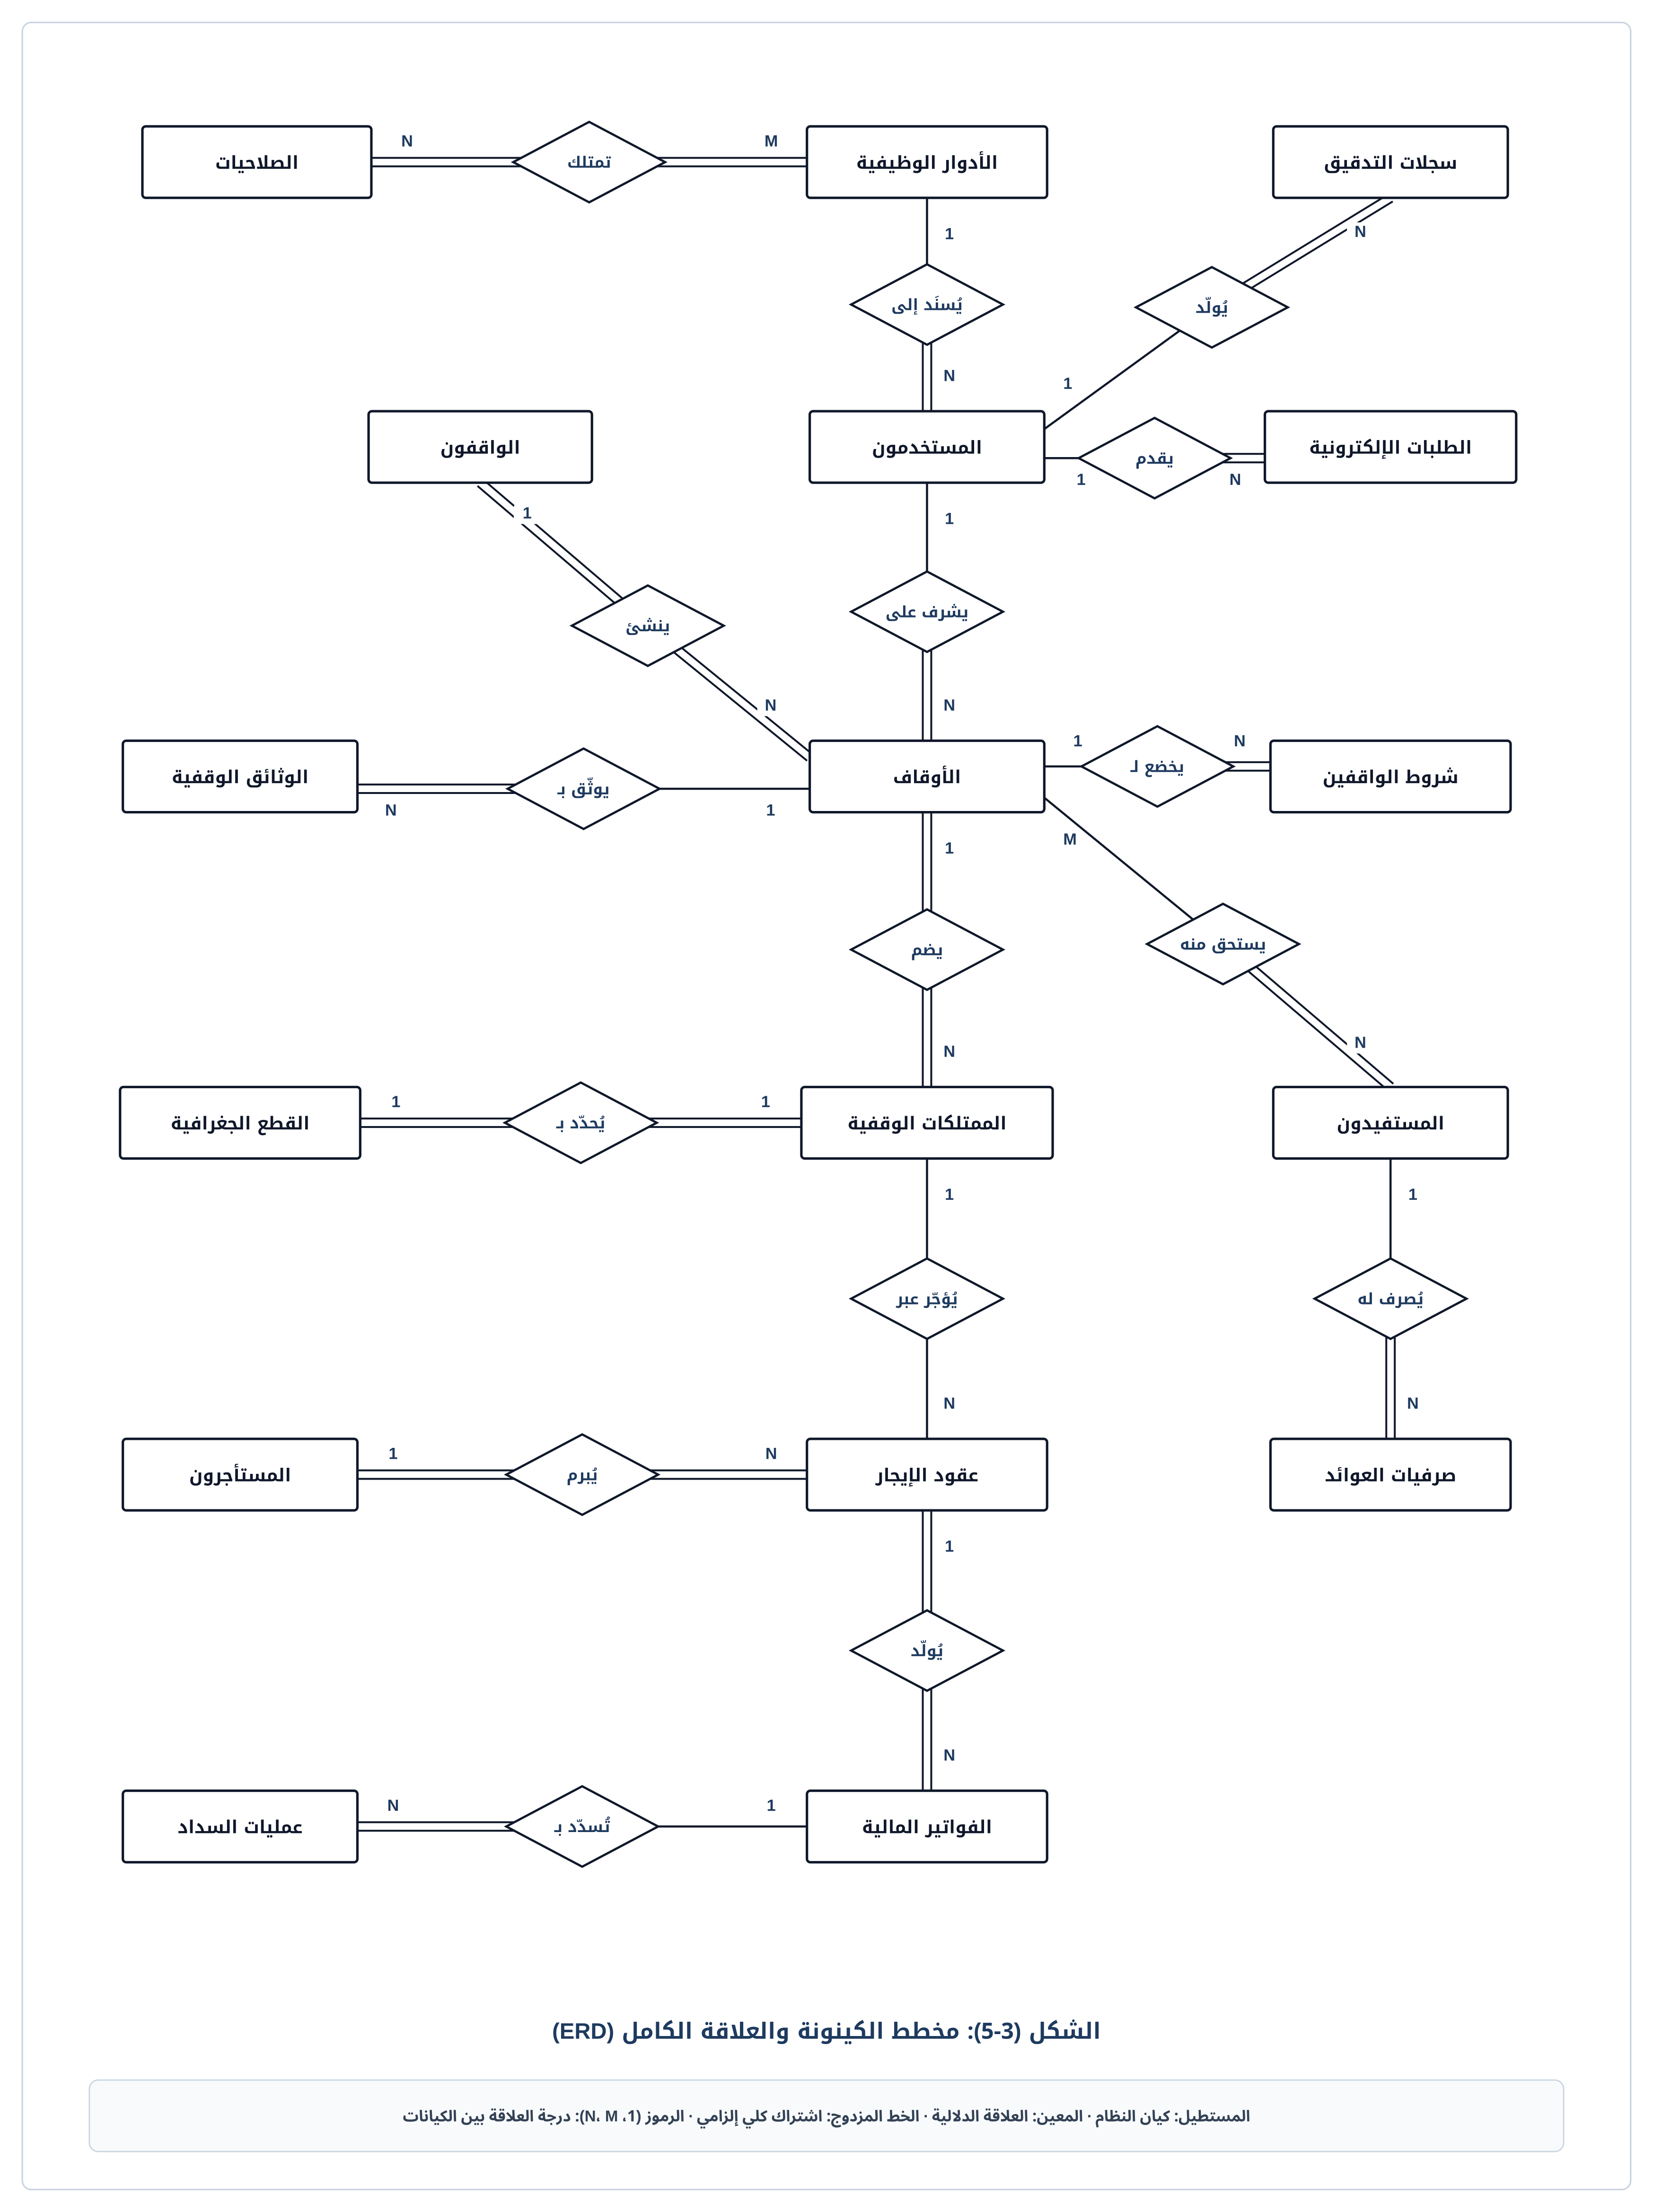 سجلات التدقيق
M
الأدوار الوظيفية
تمتلك
N
الصلاحيات
N
1
يُولّد
يُسنَد إلى
1
N
الطلبات الإلكترونية
N
يقدم
1
المستخدمون
الواقفون
1
1
يشرف على
ينشئ
N
N
شروط الواقفين
N
يخضع لـ
1
الأوقاف
1
يوثّق بـ
N
الوثائق الوقفية
M
1
يستحق منه
يضم
N
N
المستفيدون
الممتلكات الوقفية
1
يُحدّد بـ
1
القطع الجغرافية
1
1
يُصرف له
يُؤجّر عبر
N
N
صرفيات العوائد
عقود الإيجار
N
يُبرم
1
المستأجرون
1
يُولّد
N
الفواتير المالية
1
تُسدّد بـ
N
عمليات السداد
الشكل (3-5): مخطط الكينونة والعلاقة الكامل (ERD)
المستطيل: كيان النظام · المعين: العلاقة الدلالية · الخط المزدوج: اشتراك كلي إلزامي · الرموز (1، N، M): درجة العلاقة بين الكيانات